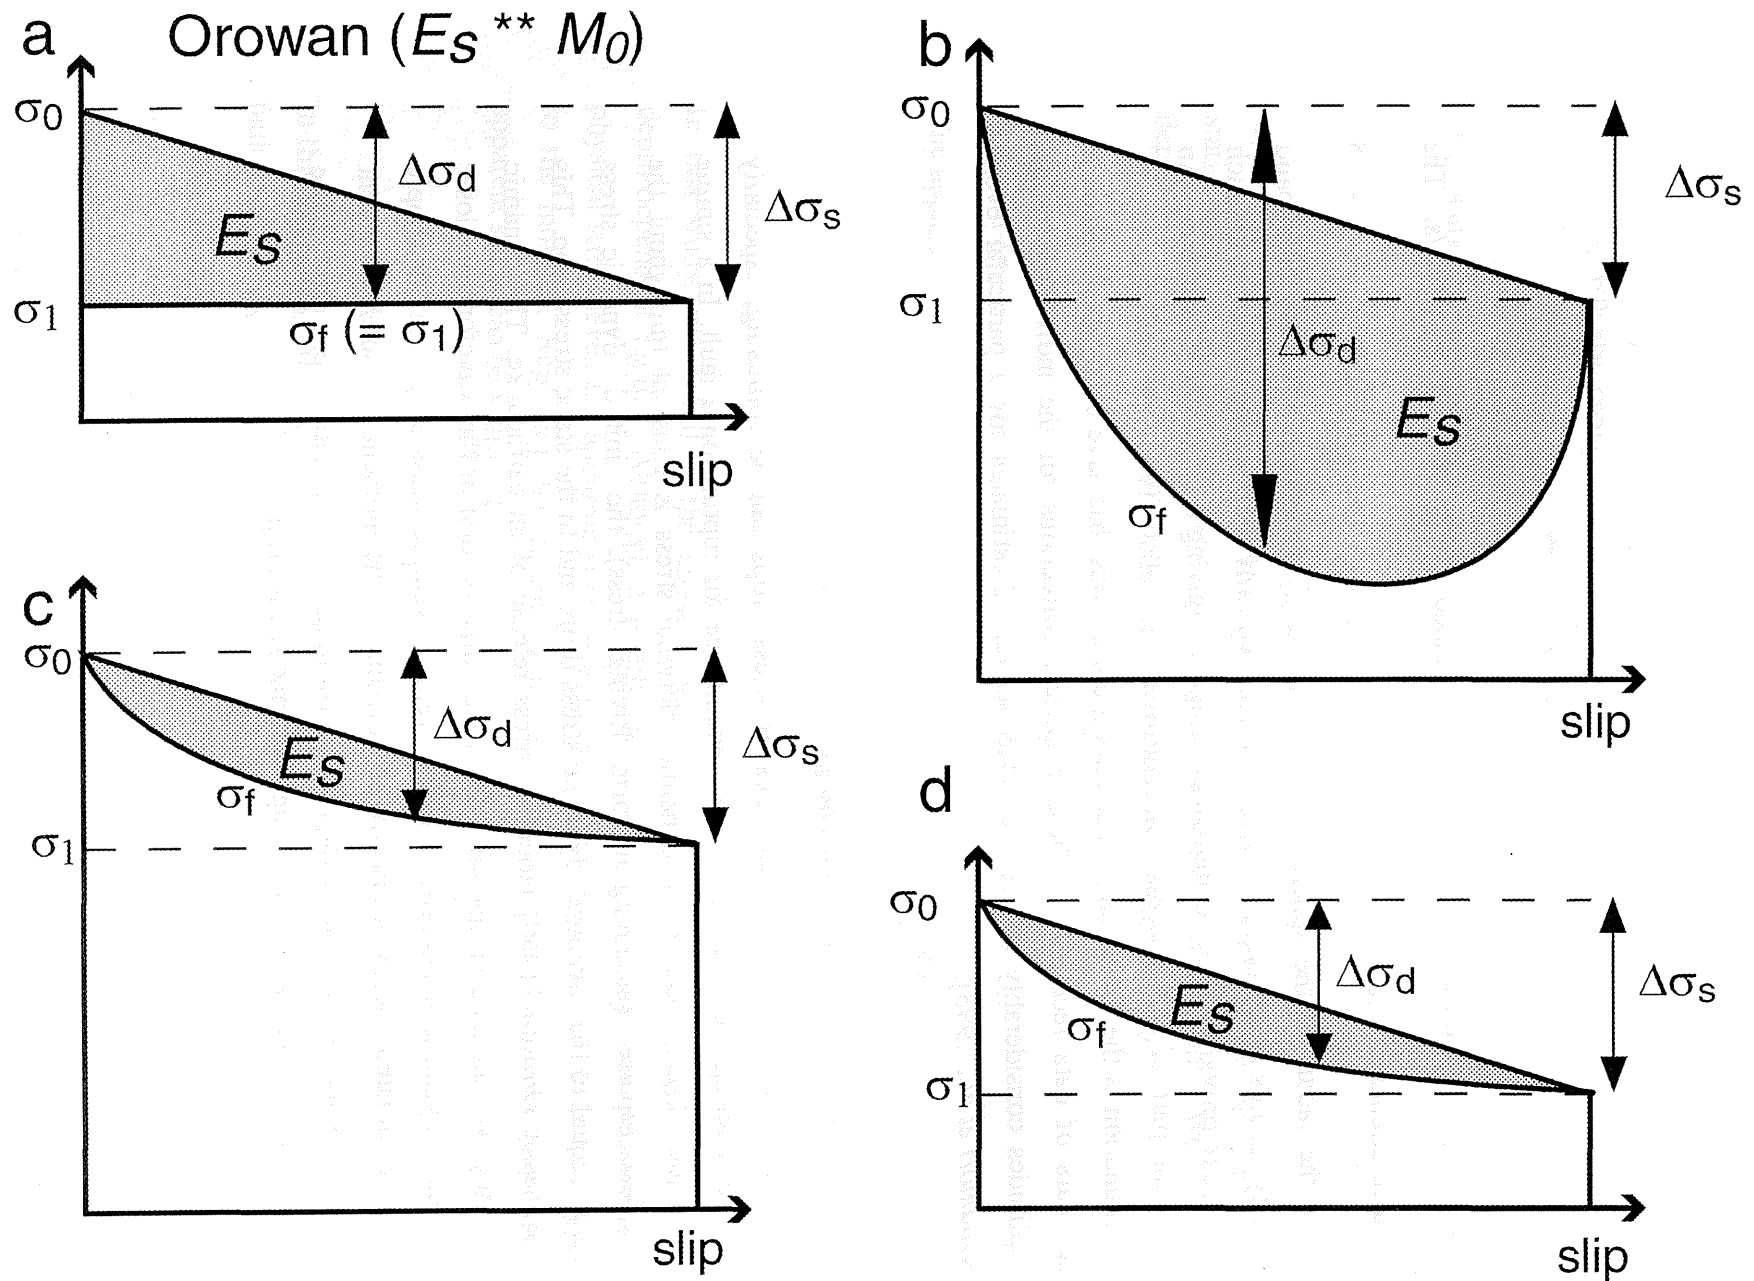 a Orowan (Es ** M0)
σ0
Δσd
Δσs
Es
σ1
σf (= σ1)
slip
b
σ0
Δσs
σ1
Δσd
Es
σf
slip
c
σ0
Δσd
Δσs
Es
σf
σ1
slip
d
σ0
Δσd
Δσs
Es
σf
σ1
slip